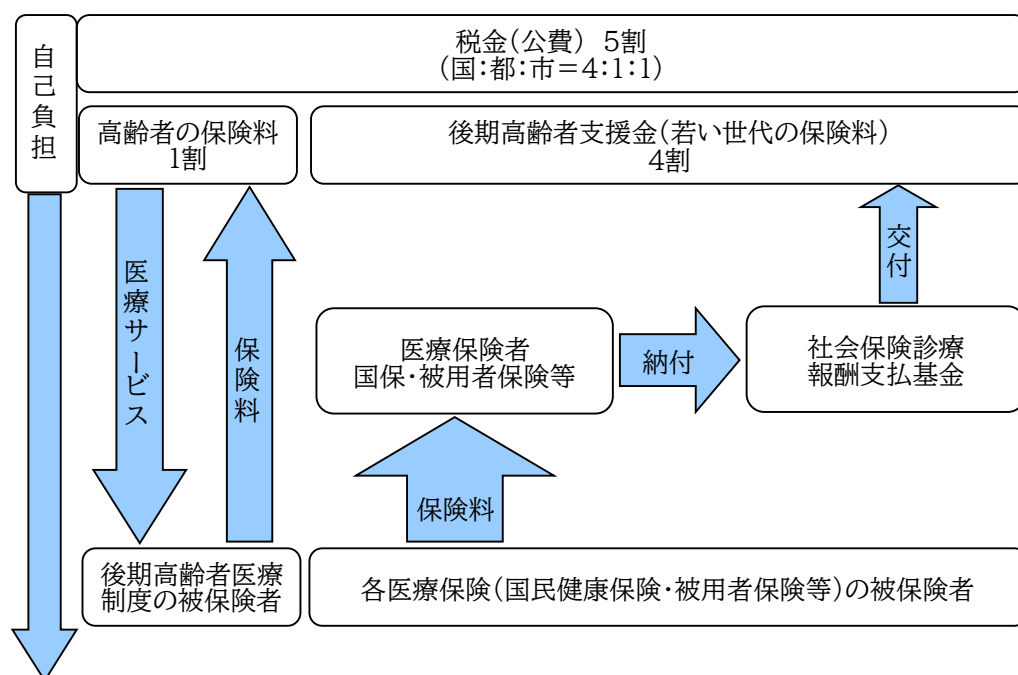 自己負担
税金(公費) 5割
(国:都:市=4:1:1)
高齢者の保険料
1割
後期高齢者支援金(若い世代の保険料)
4割
医療サービス
保険料
交付
医療保険者
国保・被用者保険等
納付
社会保険診療
報酬支払基金
保険料
後期高齢者医療
制度の被保険者
各医療保険(国民健康保険・被用者保険等)の被保険者